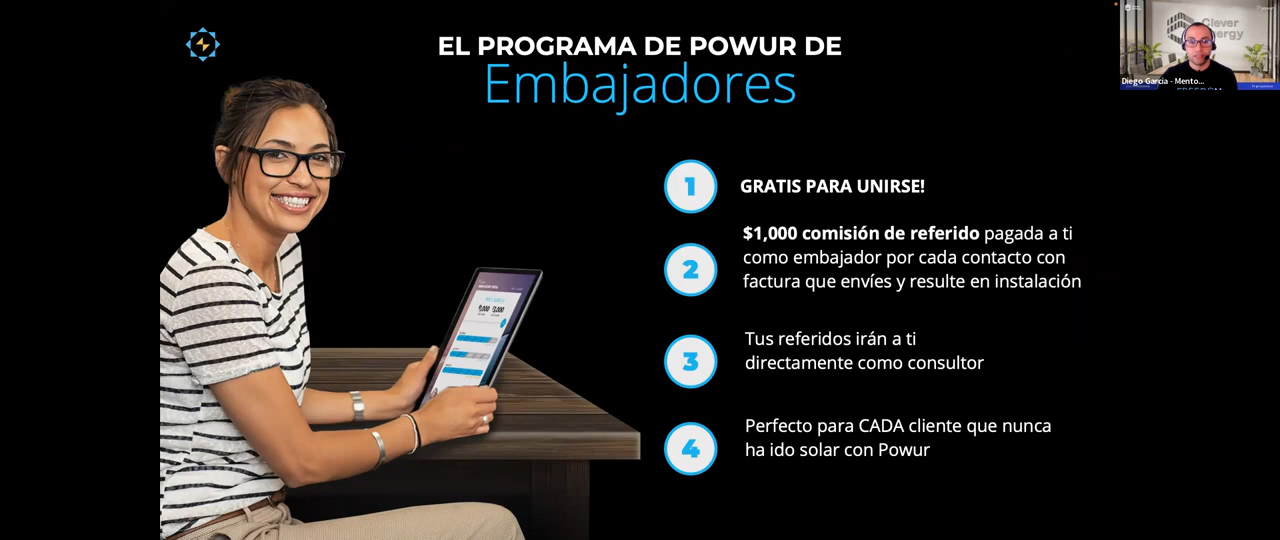 EL PROGRAMA DE POWUR DE
Embajadores
Clever
Energy
Diego Garcia - Mento...
FREEDOM
1
GRATIS PARA UNIRSE!
2
$1,000 comisión de referido pagada a ti
como embajador por cada contacto con
factura que envíes y resulte en instalación
3
Tus referidos irán a ti
directamente como consultor
4
Perfecto para CADA cliente que nunca
ha ido solar con Powur